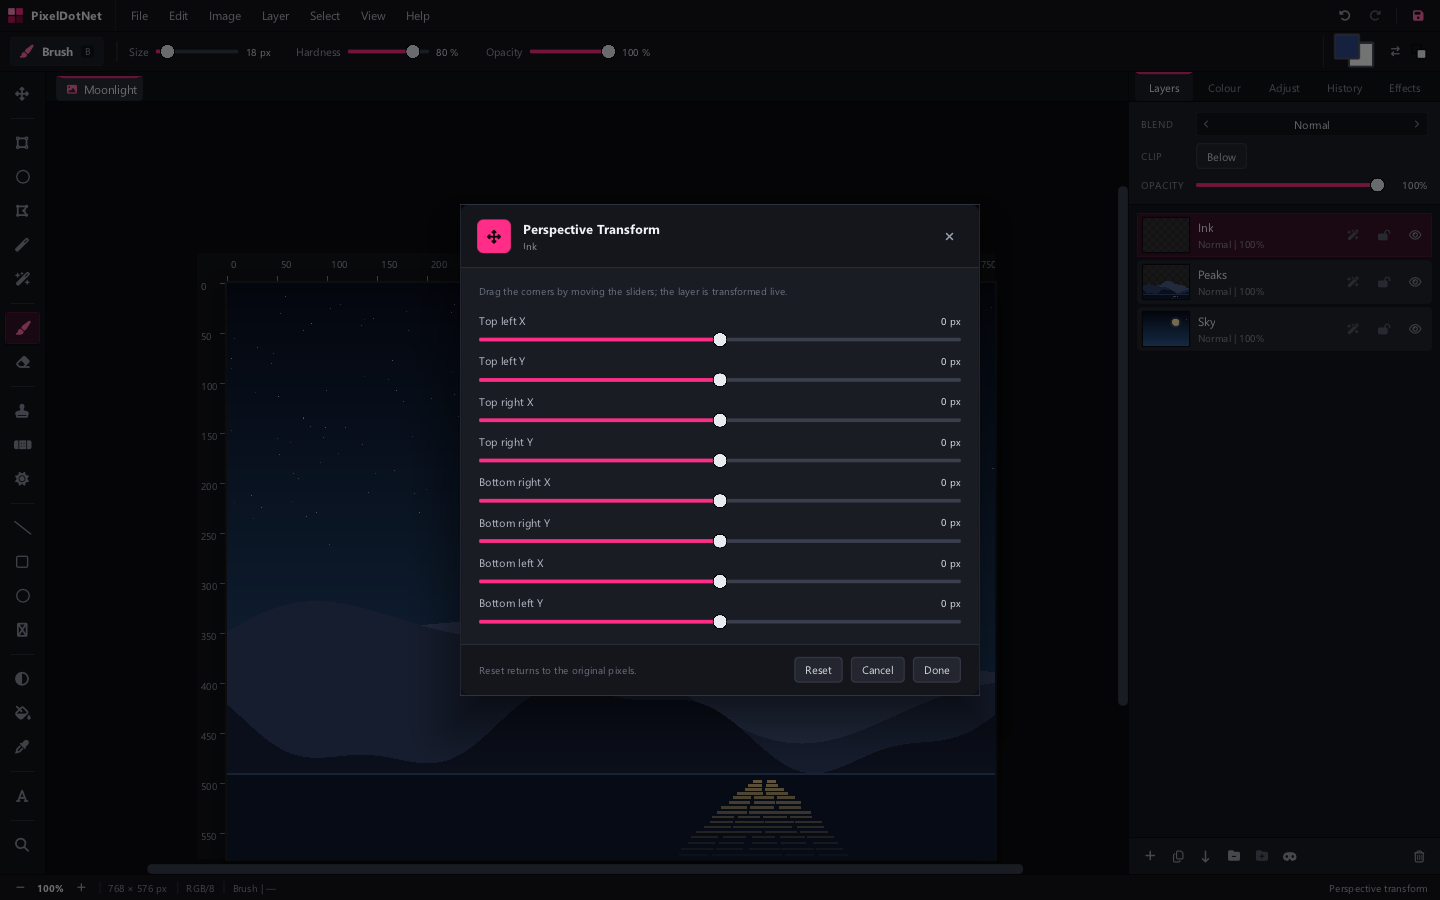 PixelDotNet File Edit Image Layer Select View Help
Brush B Size 18 px Hardness 80 % Opacity 100 %
Moonlight
Layers Colour Adjust History Effects
BLEND Normal
CLIP Below
OPACITY 100%
Ink
Normal | 100%
Peaks
Normal | 100%
Sky
Normal | 100%
0 50 100 150 200 750
0
50
100
150
200
250
300
350
400
450
500
550
Perspective Transform
Ink
Drag the corners by moving the sliders; the layer is transformed live.
Top left X 0 px
Top left Y 0 px
Top right X 0 px
Top right Y 0 px
Bottom right X 0 px
Bottom right Y 0 px
Bottom left X 0 px
Bottom left Y 0 px
Reset returns to the original pixels. Reset Cancel Done
A
100% 768 × 576 px RGB/8 Brush | — Perspective transform